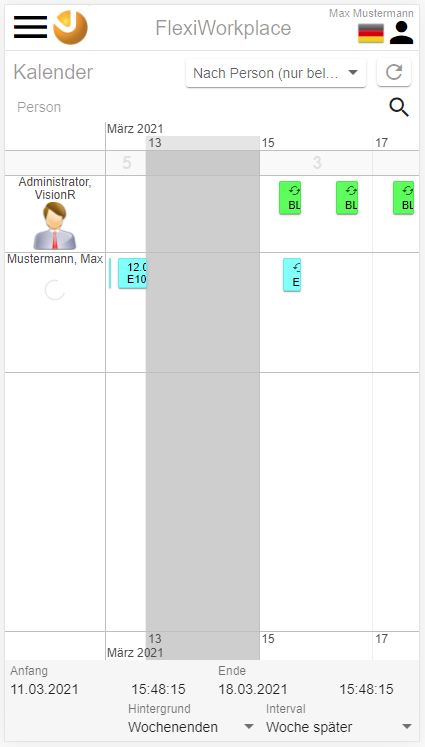 Max Mustermann
FlexiWorkplace
Kalender
Nach Person (nur bel...
Person
März 2021
13 15 17
5 3
Administrator,
VisionR
BL BL BL
Mustermann, Max
12.0
E10
E
13 15 17
März 2021
Anfang Ende
11.03.2021 15:48:15 18.03.2021 15:48:15
Hintergrund Interval
Wochenenden Woche später